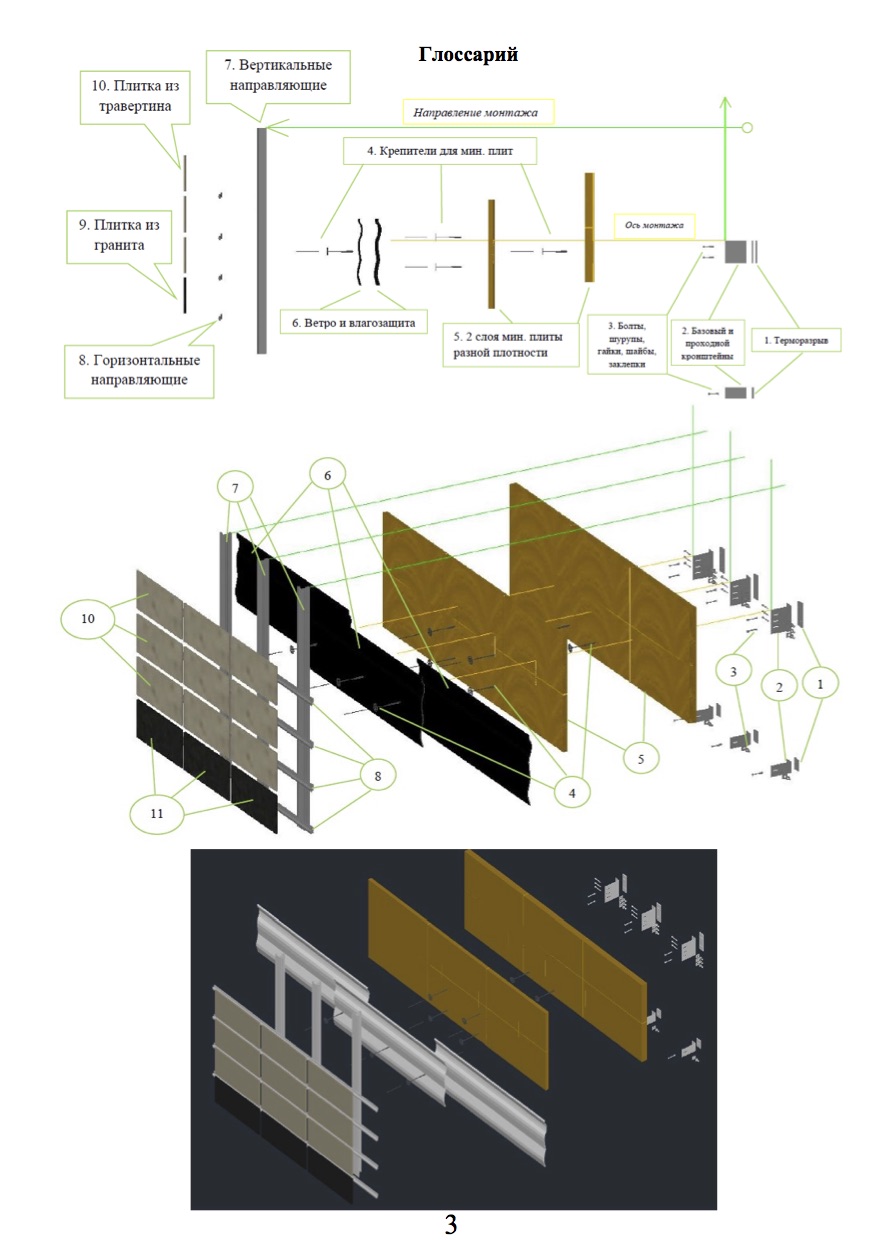 Глоссарий
7. Вертикальные
направляющие
10. Плитка из
травертина
Направление монтажа
4. Крепители для мин. плит
9. Плитка из
гранита
Ось монтажа
6. Ветро и влагозащита
5. 2 слоя мин. плиты
разной плотности
3. Болты,
шурупы,
гайки, шайбы,
заклепки
2. Базовый и
проходной
кронштейны
1. Терморазрыв
8. Горизонтальные
направляющие
7
6
10
3
2
1
5
8
4
11
3